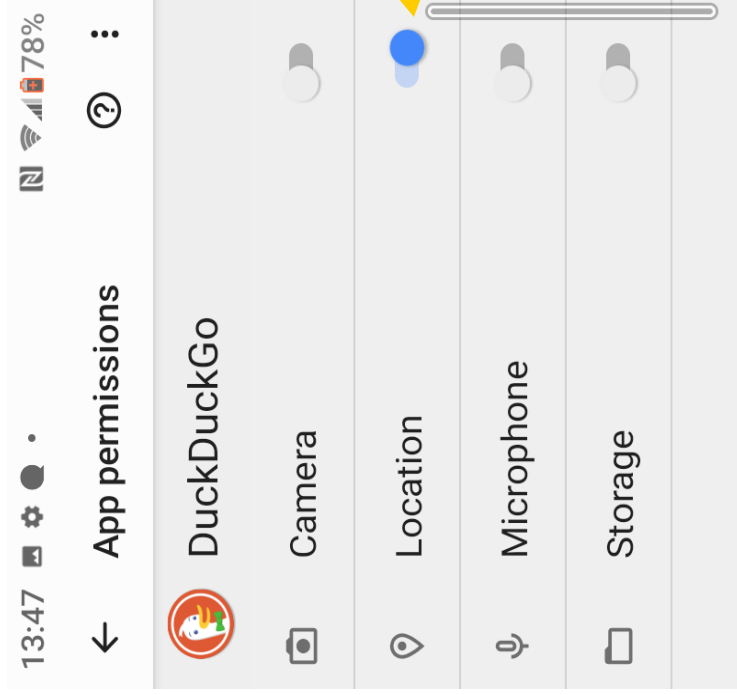 13:47 78%
App permissions
DuckDuckGo
Camera
Location
Microphone
Storage